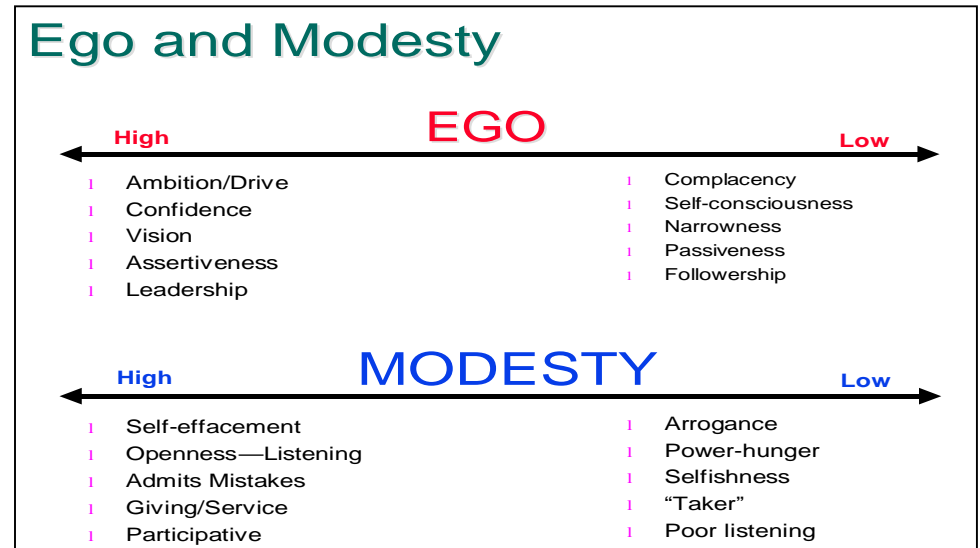 Ego and Modesty
EGO
High
Low
l Ambition/Drive
l Confidence
l Vision
l Assertiveness
l Leadership
l Complacency
l Self-consciousness
l Narrowness
l Passiveness
l Followership
MODESTY
High
Low
l Self-effacement
l Openness—Listening
l Admits Mistakes
l Giving/Service
l Participative
l Arrogance
l Power-hunger
l Selfishness
l “Taker”
l Poor listening